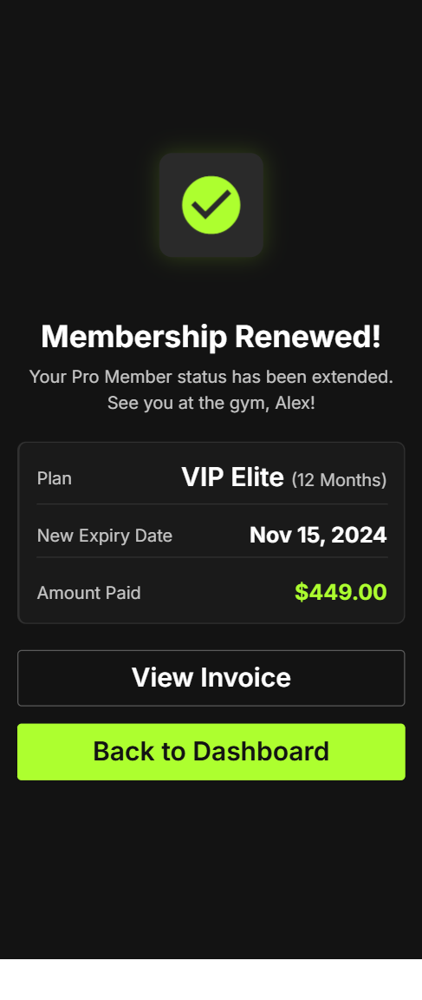 Membership Renewed!
Your Pro Member status has been extended.
See you at the gym, Alex!
Plan VIP Elite (12 Months)
New Expiry Date Nov 15, 2024
Amount Paid $449.00
View Invoice
Back to Dashboard